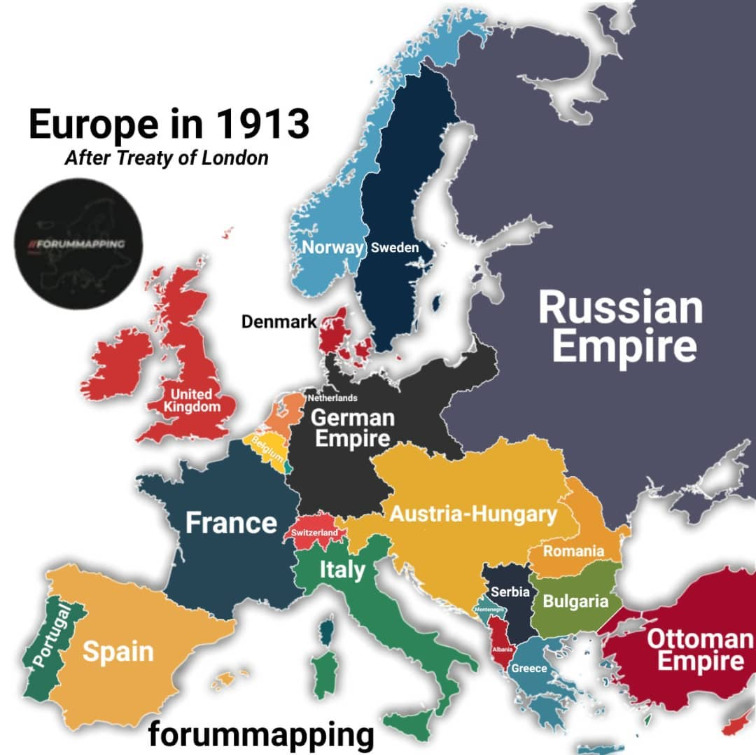 Europe in 1913
After Treaty of London
//FORUMMAPPING
Norway
Sweden
Denmark
Russian
Empire
United
Kingdom
Netherlands
German
Empire
Belgium
France
Austria-Hungary
Switzerland
Romania
Italy
Serbia
Bulgaria
Montenegro
Portugal
Spain
Albania
Greece
Ottoman
Empire
forummapping